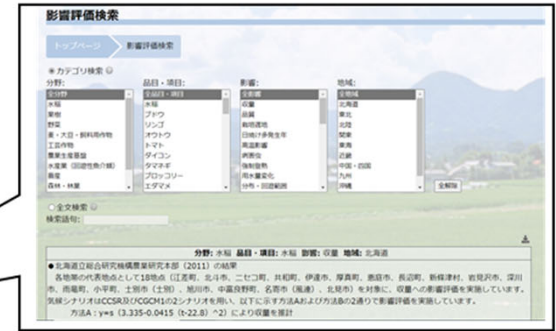 影響評価検索
トップページ
影響評価検索
カテゴリ検索
分野:
品目・項目:
影響:
地域:
全分野
水稲
果樹
野菜
麦・大豆・飼料用作物
工芸作物
農業生産基盤
水産業（回遊性魚介類）
畜産
森林・林業
全品目・項目
水稲
ブドウ
リンゴ
オウトウ
トマト
ダイコン
タマネギ
ブロッコリー
エダマメ
全影響
収量
品質
栽培適地
日焼け多発生年
高温影響
病害虫
強制登熟
用水量変化
分布・回遊範囲
全地域
北海道
東北
北陸
関東
東海
近畿
中国・四国
九州
沖縄
全解除
全文検索
検索語句:
分野: 水稲 品目・項目: 水稲 影響: 収量 地域: 北海道
●北海道立総合研究機構農業研究本部（2011）の結果
各地帯の代表地点として18地点（江差町、北斗市、ニセコ町、共和町、伊達市、厚真町、恵庭市、長沼町、新篠津村、岩見沢市、深川
市、雨竜町、小平町、士別市（士別）、旭川市、中富良野町、名寄市（風連）、北見市）を対象に、収量への影響評価を実施しています。
気候シナリオはCCSR及びCGCM1の2シナリオを用い、以下に示す方法Aおよび方法Bの2通りで影響評価を実施しています。
方法A：y=s（3.335-0.0415（t-22.8）^2）により収量を推計